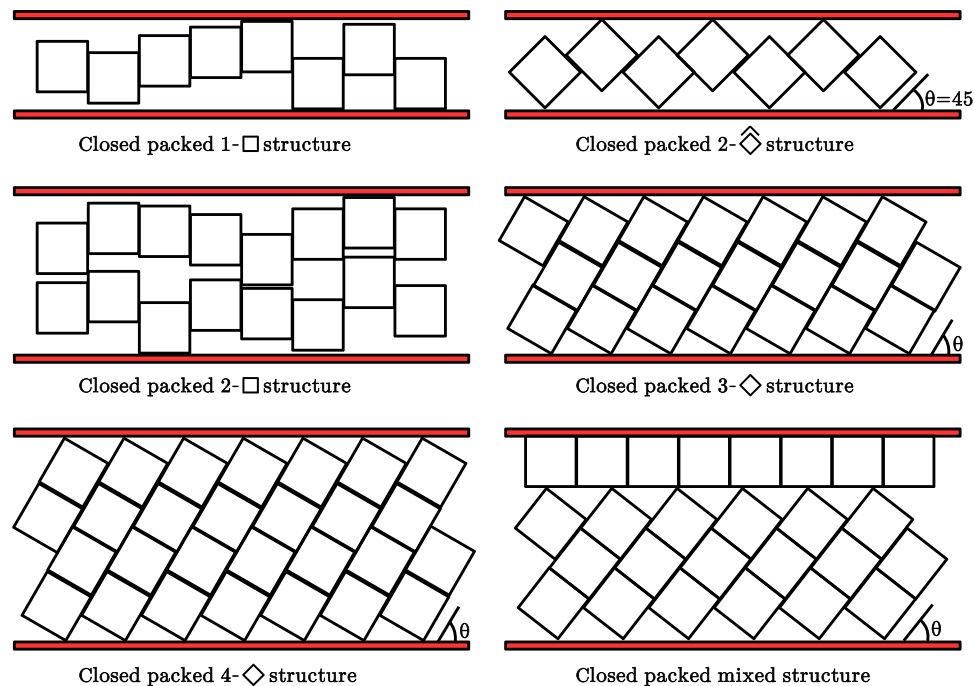 θ=45
Closed packed 1-□ structure
Closed packed 2-◇̂ structure
θ
Closed packed 2-□ structure
Closed packed 3-◇ structure
θ
θ
Closed packed 4-◇ structure
Closed packed mixed structure